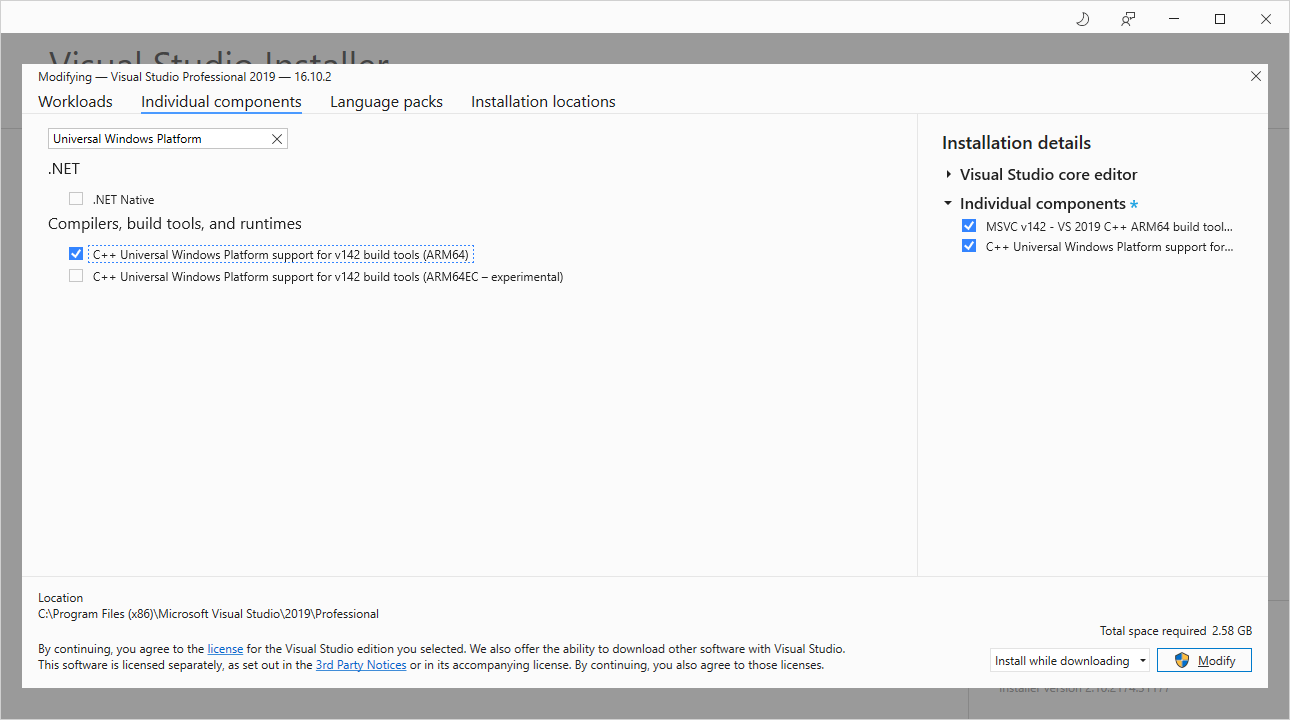 Visual Studio Installer
Modifying — Visual Studio Professional 2019 — 16.10.2
Workloads
Individual components
Language packs
Installation locations
Universal Windows Platform
.NET
.NET Native
Compilers, build tools, and runtimes
C++ Universal Windows Platform support for v142 build tools (ARM64)
C++ Universal Windows Platform support for v142 build tools (ARM64EC – experimental)
Installation details
Visual Studio core editor
Individual components *
MSVC v142 - VS 2019 C++ ARM64 build tool...
C++ Universal Windows Platform support for...
Location
C:\Program Files (x86)\Microsoft Visual Studio\2019\Professional
By continuing, you agree to the license for the Visual Studio edition you selected. We also offer the ability to download other software with Visual Studio.
This software is licensed separately, as set out in the 3rd Party Notices or in its accompanying license. By continuing, you also agree to those licenses.
Total space required 2.58 GB
Install while downloading
Modify
Installer version